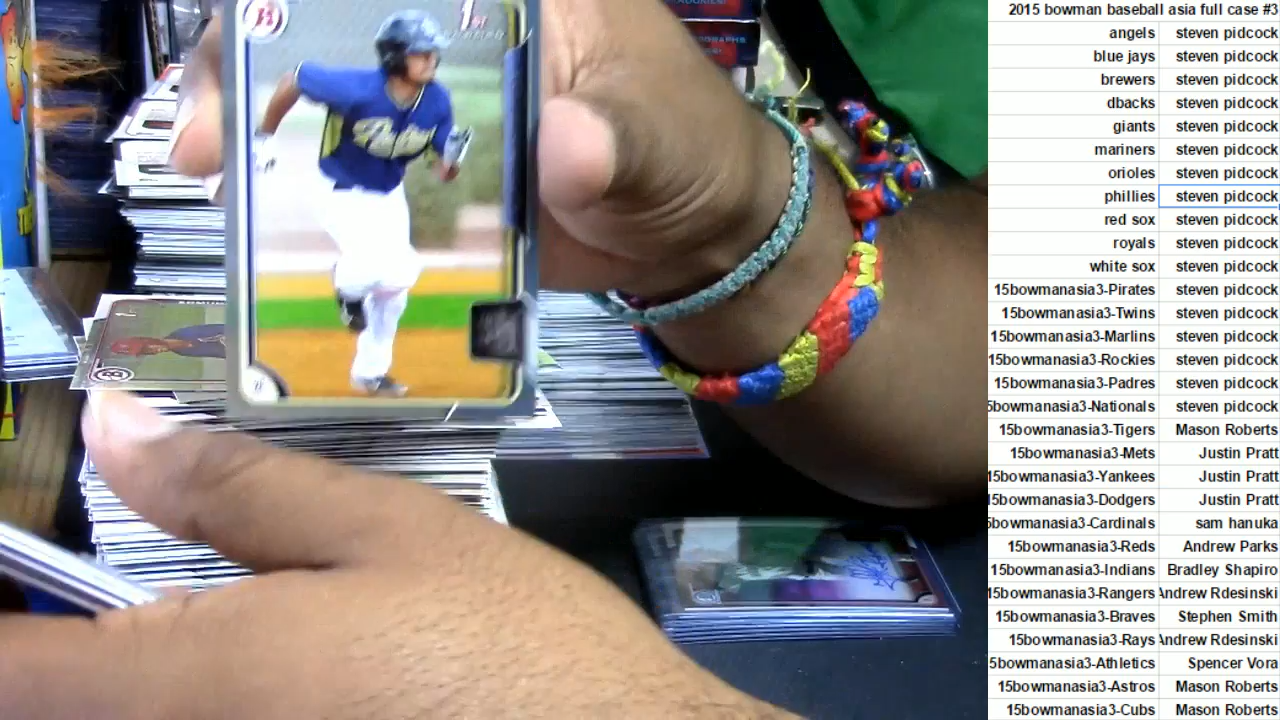 2015 bowman baseball asia full case #3
angels steven pidcock
blue jays steven pidcock
brewers steven pidcock
dbacks steven pidcock
giants steven pidcock
mariners steven pidcock
orioles steven pidcock
phillies steven pidcock
red sox steven pidcock
royals steven pidcock
white sox steven pidcock
15bowmanasia3-Pirates steven pidcock
15bowmanasia3-Twins steven pidcock
15bowmanasia3-Marlins steven pidcock
15bowmanasia3-Rockies steven pidcock
15bowmanasia3-Padres steven pidcock
5bowmanasia3-Nationals steven pidcock
15bowmanasia3-Tigers Mason Roberts
15bowmanasia3-Mets Justin Pratt
15bowmanasia3-Yankees Justin Pratt
15bowmanasia3-Dodgers Justin Pratt
5bowmanasia3-Cardinals sam hanuka
15bowmanasia3-Reds Andrew Parks
15bowmanasia3-Indians Bradley Shapiro
15bowmanasia3-Rangers Andrew Rdesinski
15bowmanasia3-Braves Stephen Smith
15bowmanasia3-Rays Andrew Rdesinski
5bowmanasia3-Athletics Spencer Vora
15bowmanasia3-Astros Mason Roberts
15bowmanasia3-Cubs Mason Roberts
B
1st
Padres